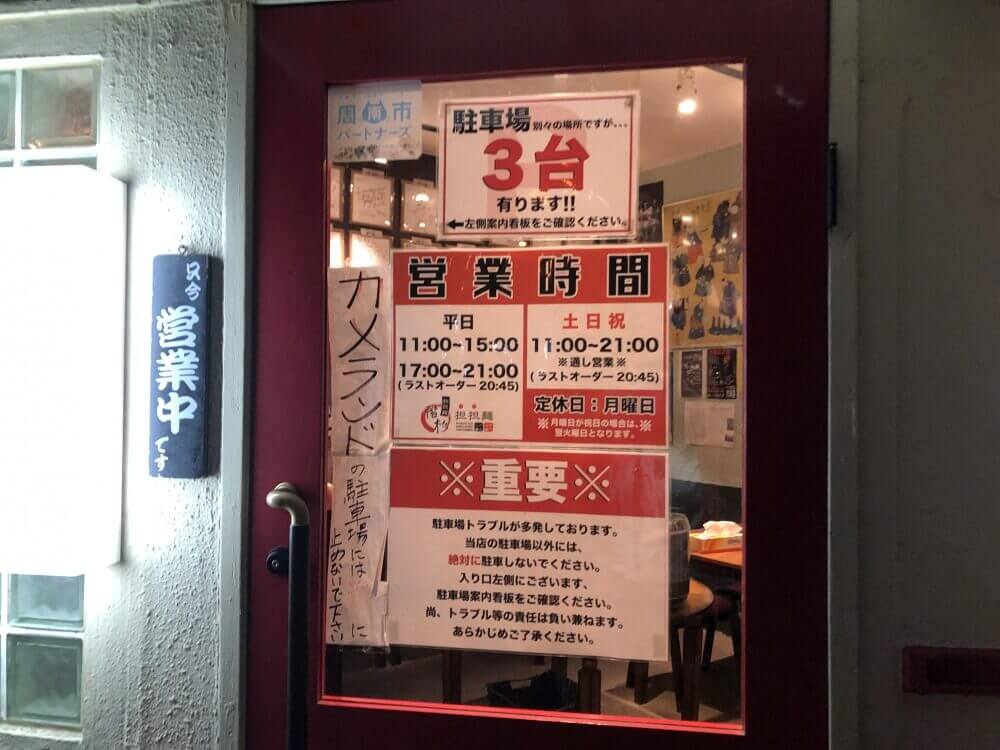 周南市
パートナーズ
駐車場 別々の場所ですが、、、
3台
有ります!!
←左側案内看板をご確認ください。
営業時間
平日
11:00~15:00
17:00~21:00
(ラストオーダー 20:45)
土日祝
11:00~21:00
※通し営業※
(ラストオーダー 20:45)
担担麺
定休日:月曜日
※月曜日が祝日の場合は、※
翌火曜日となります。
※重要※
駐車場トラブルが多発しております。
当店の駐車場以外には、
絶対に駐車しないでください。
入り口左側にございます、
駐車場案内看板をご確認ください。
尚、トラブル等の責任は負い兼ねます。
あらかじめご了承ください。
カメランドの駐車場には
止めないで下さい
に
只今
営業中
です